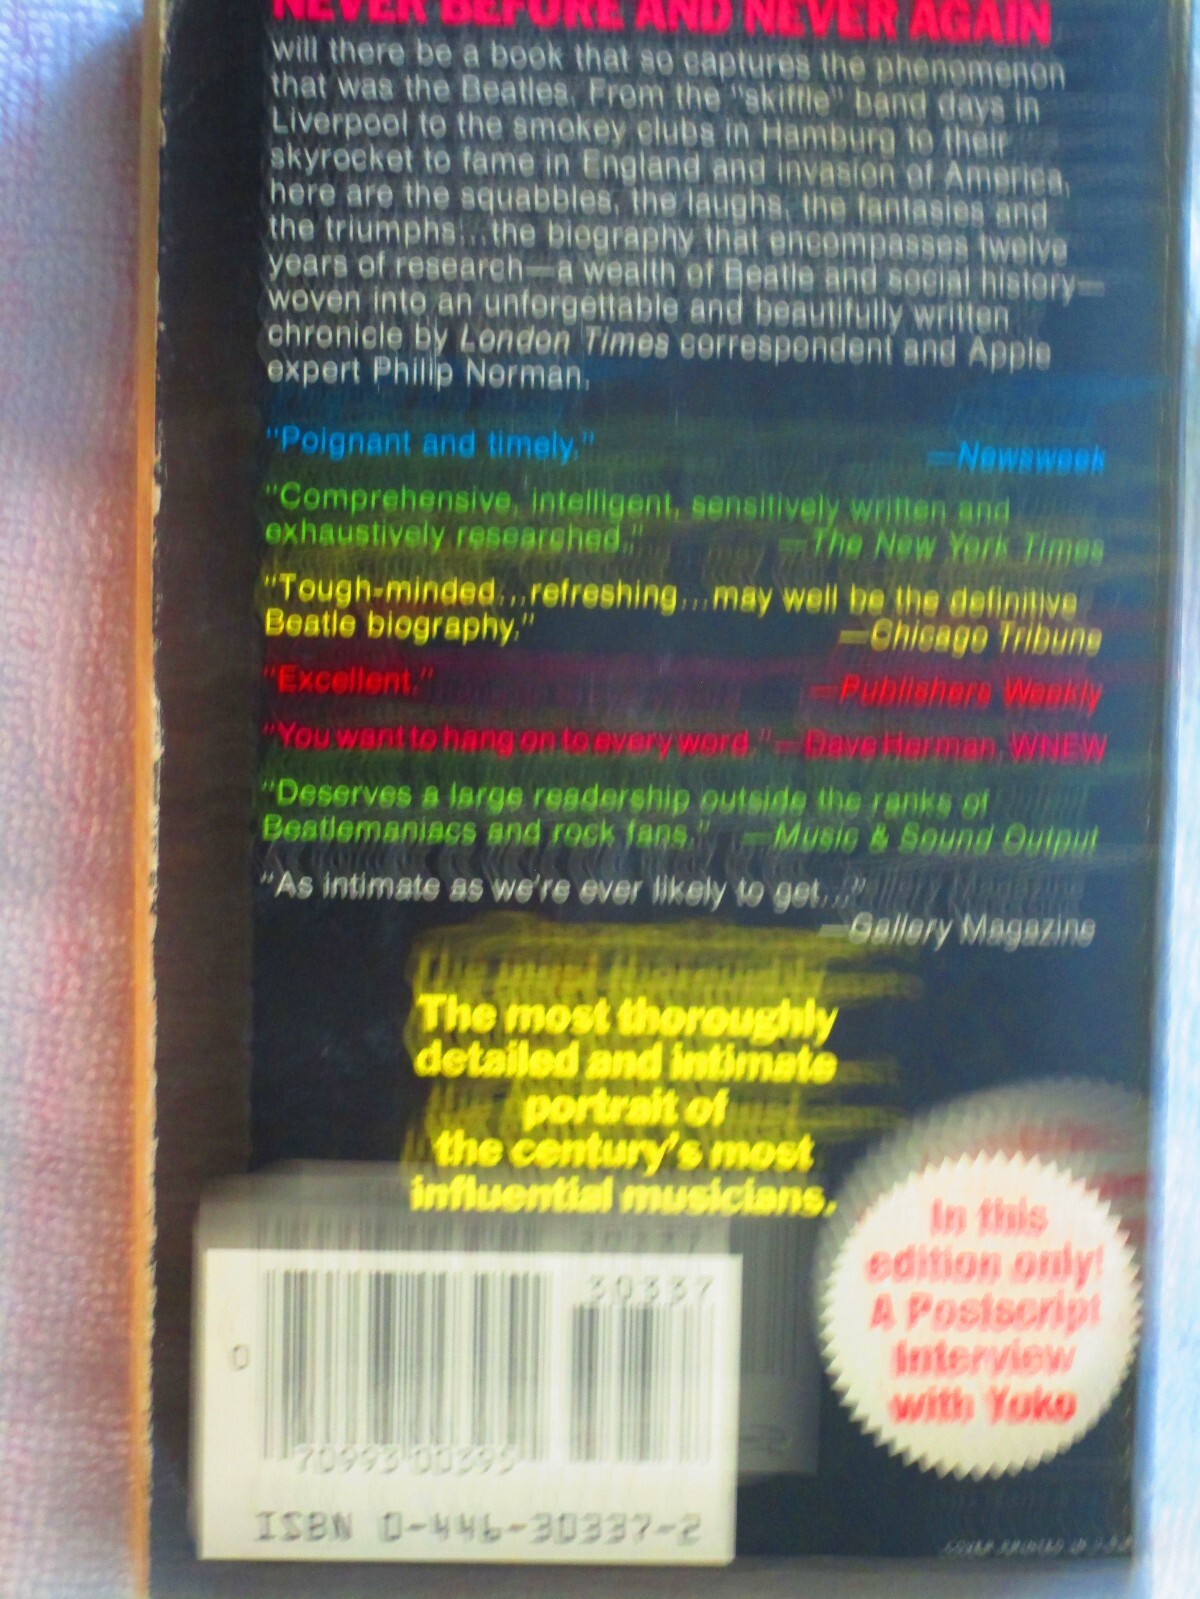 NEVER BEFORE AND NEVER AGAIN
will there be a book that so captures the phenomenon
that was the Beatles. From the "skiffle" band days in
Liverpool to the smokey clubs in Hamburg to their
skyrocket to fame in England and invasion of America,
here are the squabbles, the laughs, the fantasies and
the triumphs...the biography that encompasses twelve
years of research—a wealth of Beatle and social history—
woven into an unforgettable and beautifully written
chronicle by London Times correspondent and Apple
expert Philip Norman.
"Poignant and timely." —Newsweek
"Comprehensive, intelligent, sensitively written and
exhaustively researched." —The New York Times
"Tough-minded...refreshing...may well be the definitive
Beatle biography." —Chicago Tribune
"Excellent." —Publishers Weekly
"You want to hang on to every word." —Dave Herman, WNEW
"Deserves a large readership outside the ranks of
Beatlemaniacs and rock fans." —Music & Sound Output
"As intimate as we're ever likely to get..."
—Gallery Magazine
The most thoroughly
detailed and intimate
portrait of
the century's most
influential musicians.
In this
edition only!
A Postscript
Interview
with Yoko
30337
0
70993 00395
ISBN 0-446-30337-2
COVER PRINTED IN U.S.A.